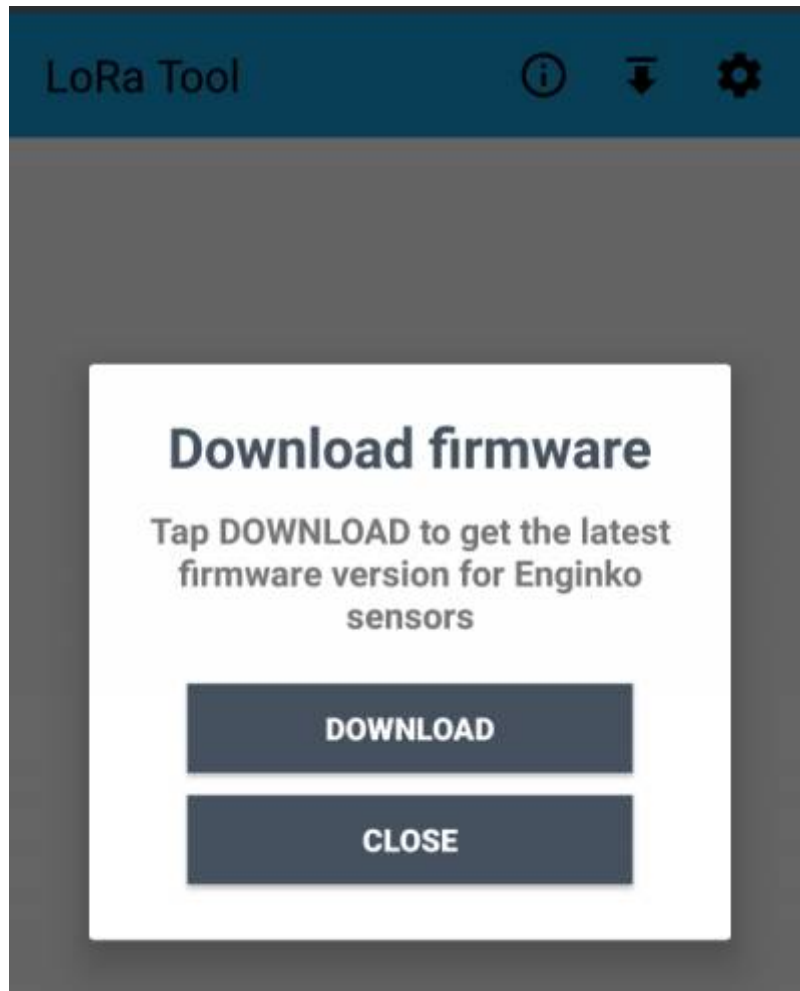 LoRa Tool
Download firmware
Tap DOWNLOAD to get the latest
firmware version for Enginko
sensors
DOWNLOAD
CLOSE